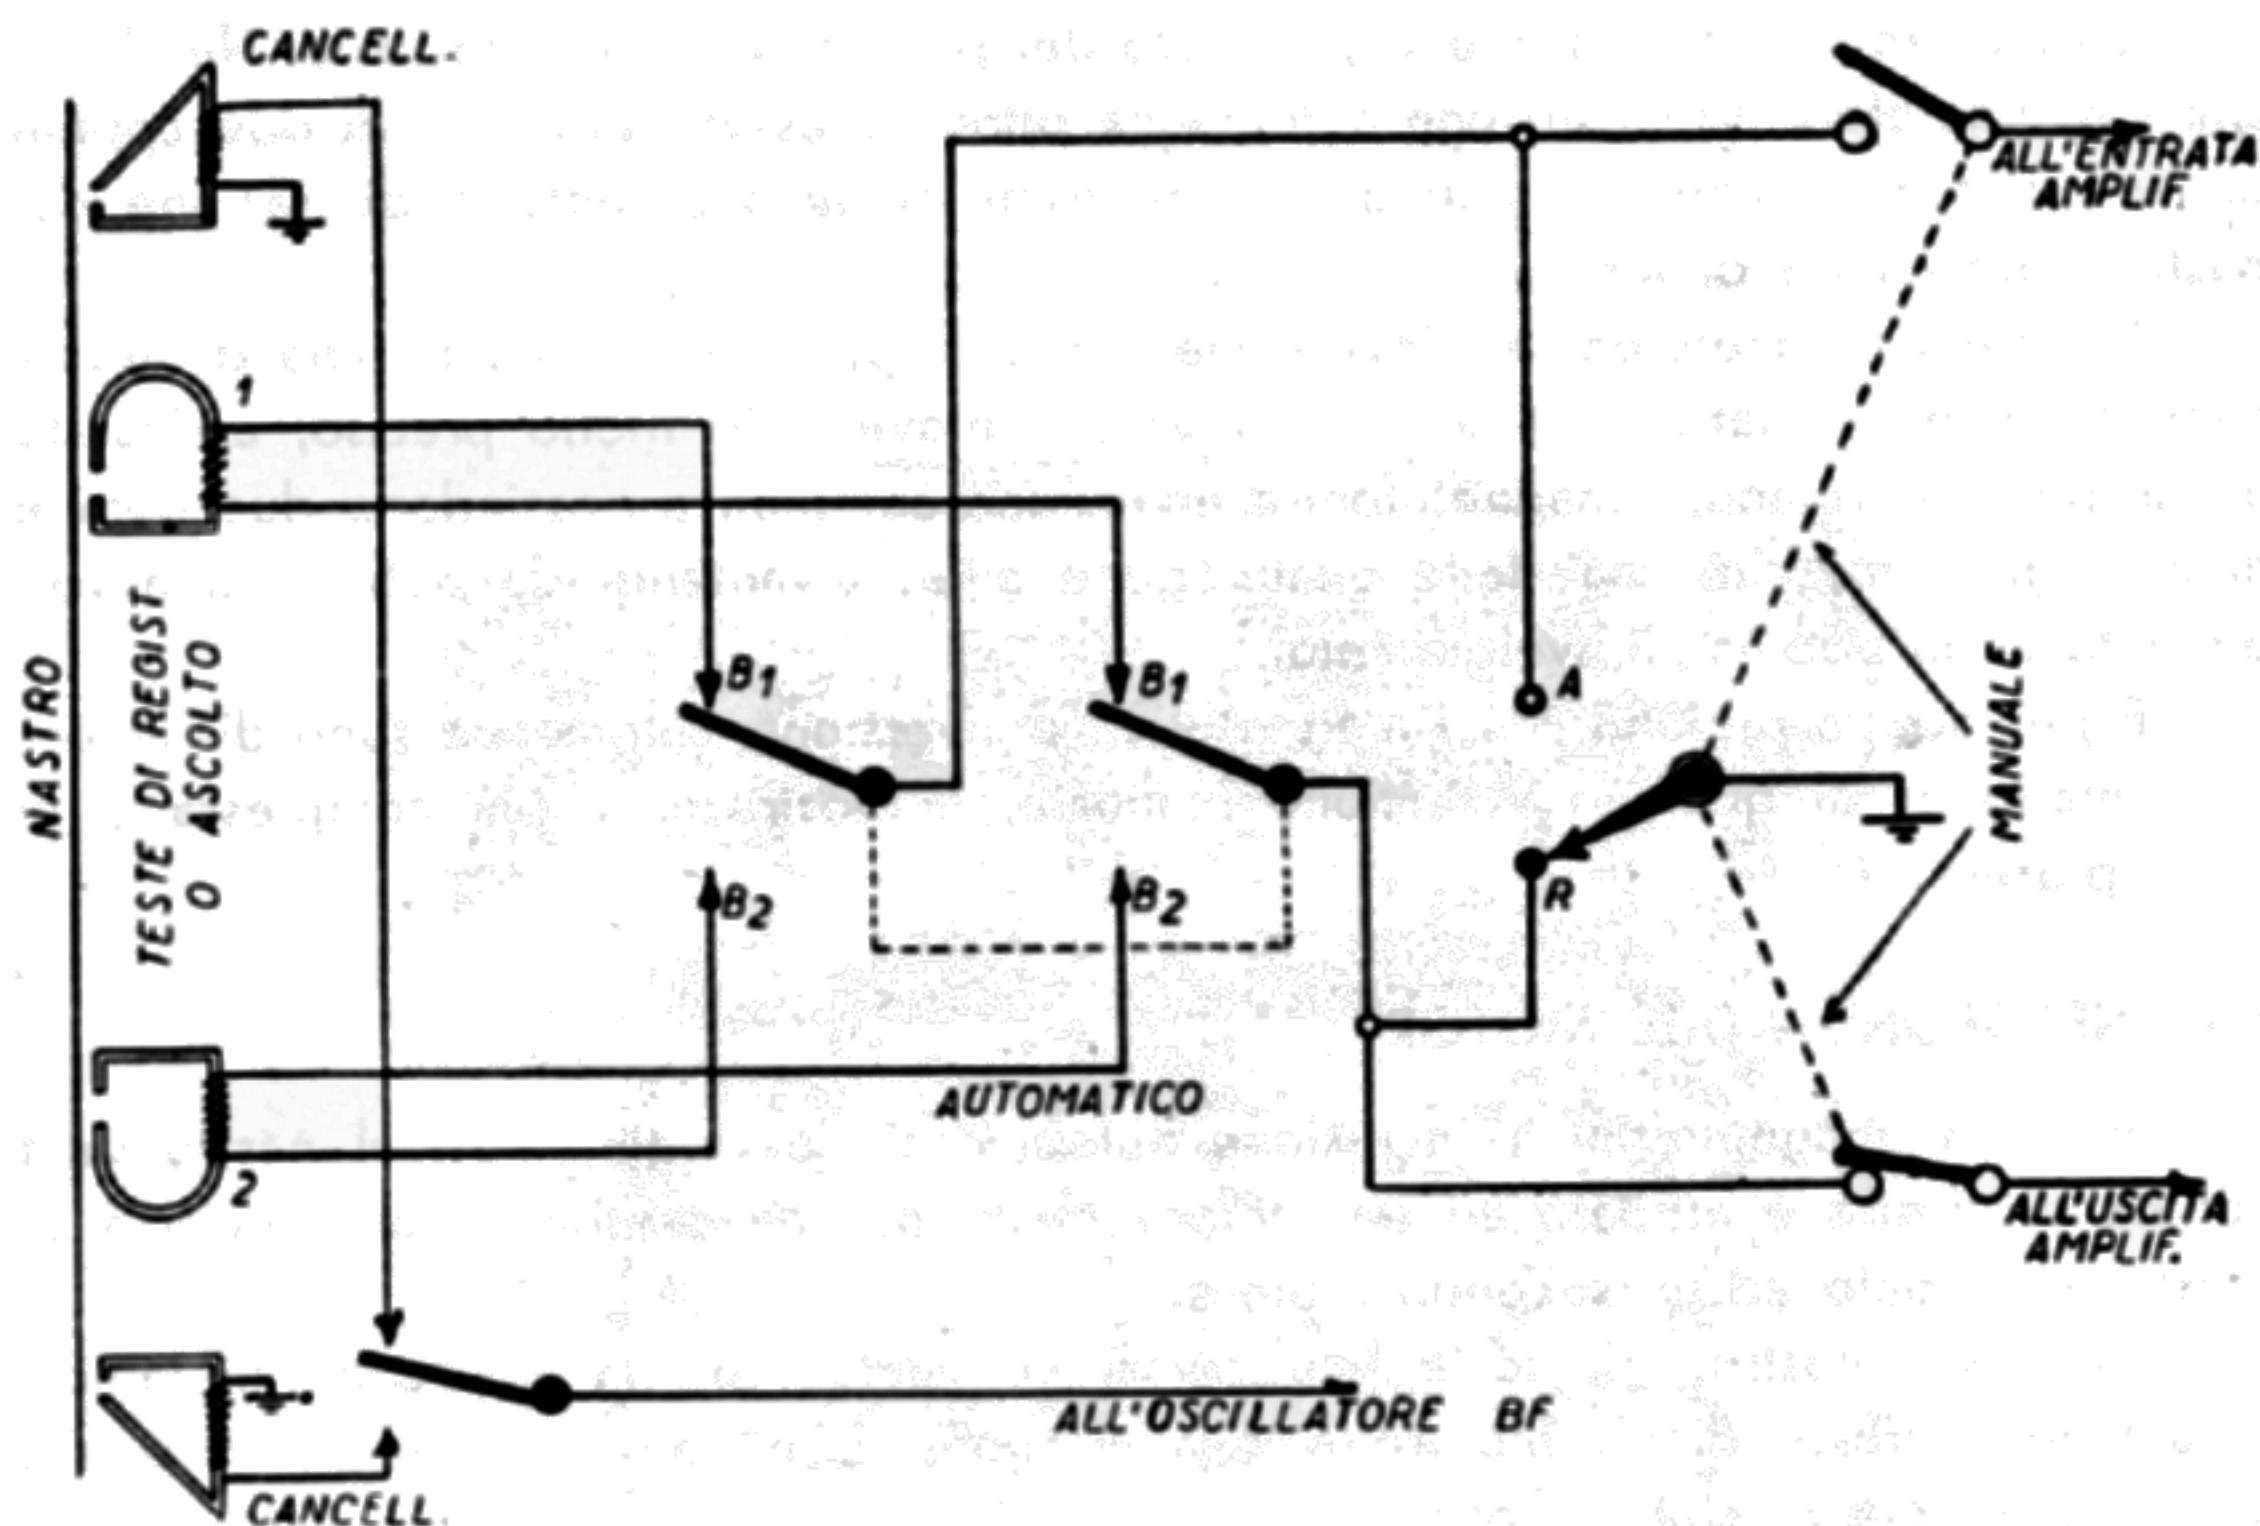 CANCELL.
ALL'ENTRATA
AMPLIF.
1
NASTRO
TESTE DI REGIST
O ASCOLTO
B1
B1
A
MANUALE
B2
B2
R
AUTOMATICO
2
ALL'USCITA
AMPLIF.
ALL'OSCILLATORE BF
CANCELL.